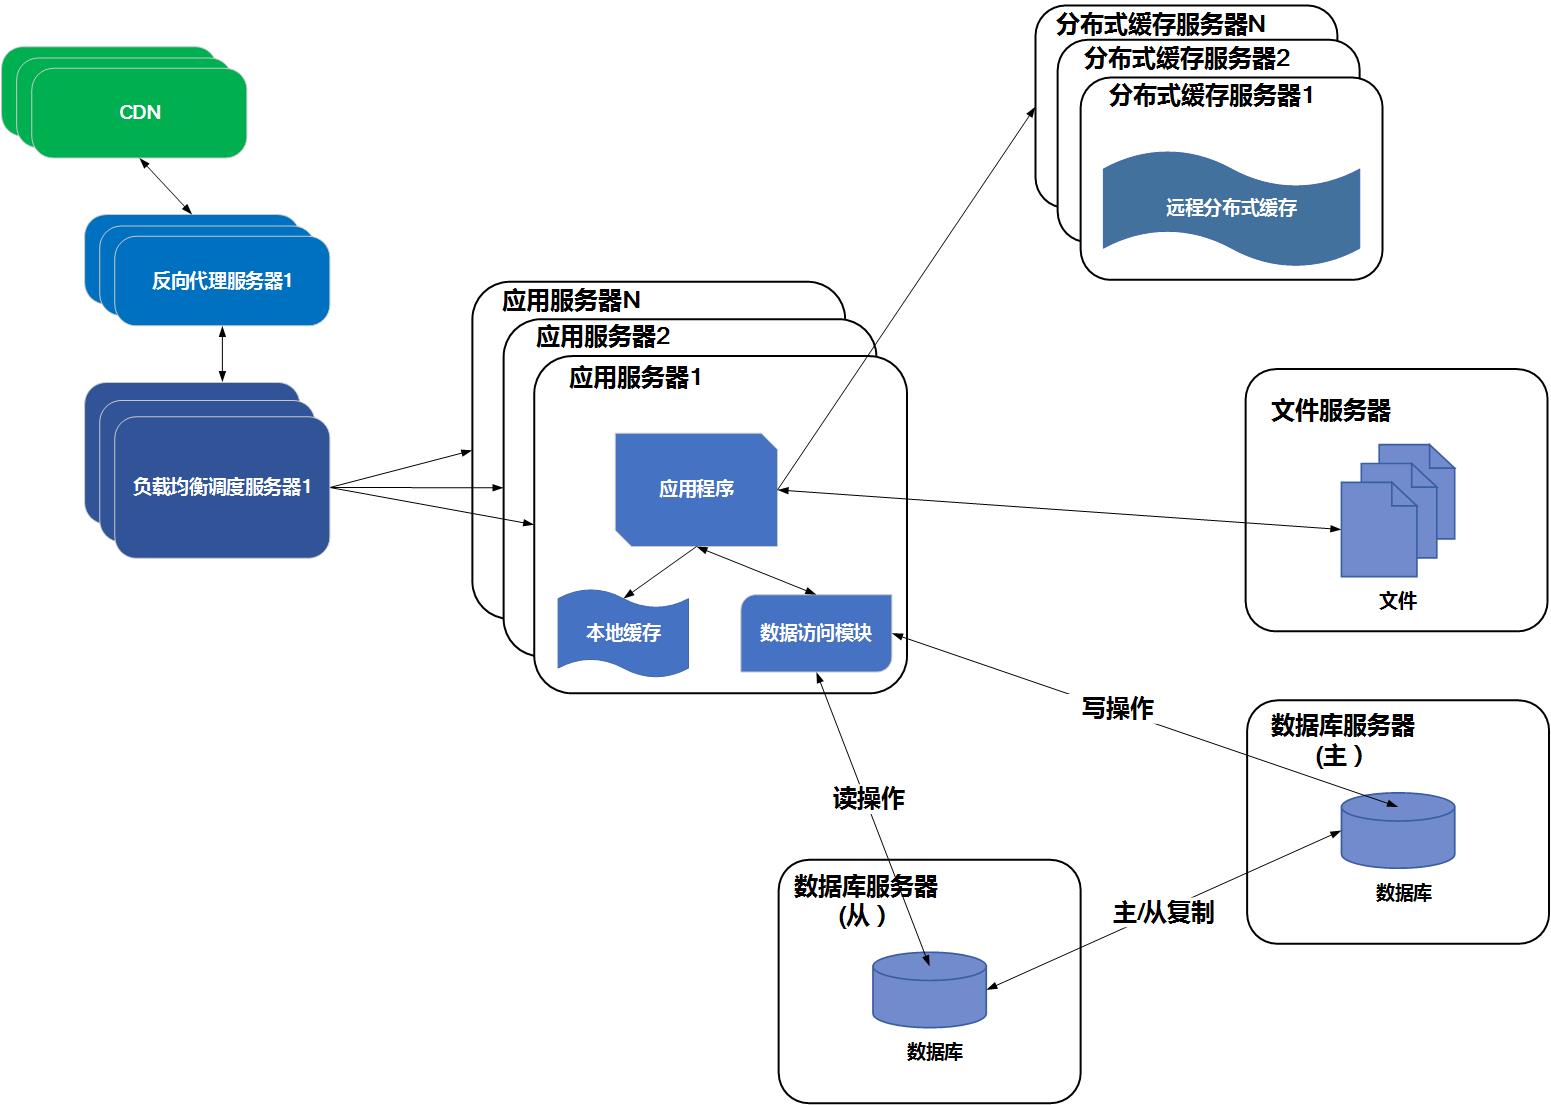 分布式缓存服务器N
分布式缓存服务器2
分布式缓存服务器1
远程分布式缓存
CDN
反向代理服务器1
负载均衡调度服务器1
应用服务器N
应用服务器2
应用服务器1
应用程序
本地缓存
数据访问模块
文件服务器
文件
写操作
读操作
数据库服务器
(主）
数据库
主/从复制
数据库服务器
(从）
数据库